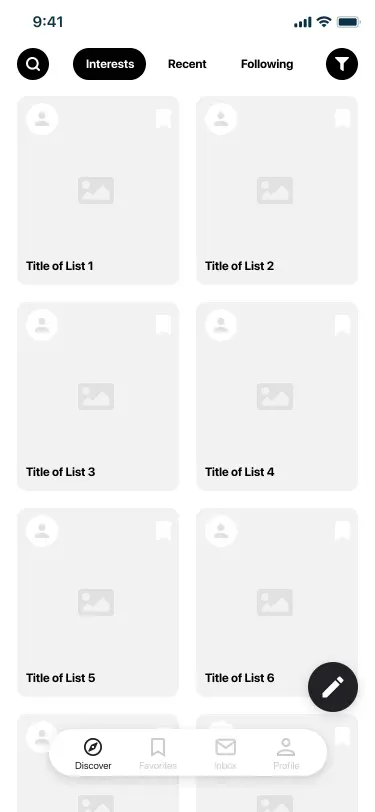 9:41
Interests Recent Following
Title of List 1 Title of List 2
Title of List 3 Title of List 4
Title of List 5 Title of List 6
Discover Favorites Inbox Profile